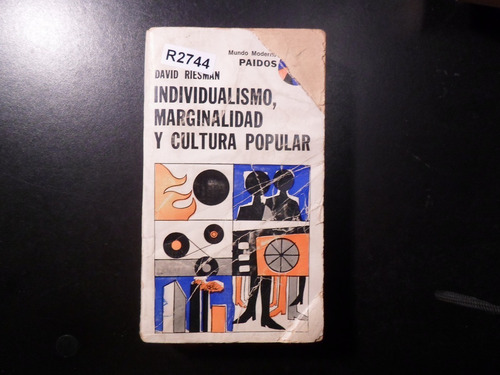 R2744
Mundo Moderno
PAIDOS
DAVID RIESMAN
INDIVIDUALISMO,
MARGINALIDAD
Y CULTURA POPULAR